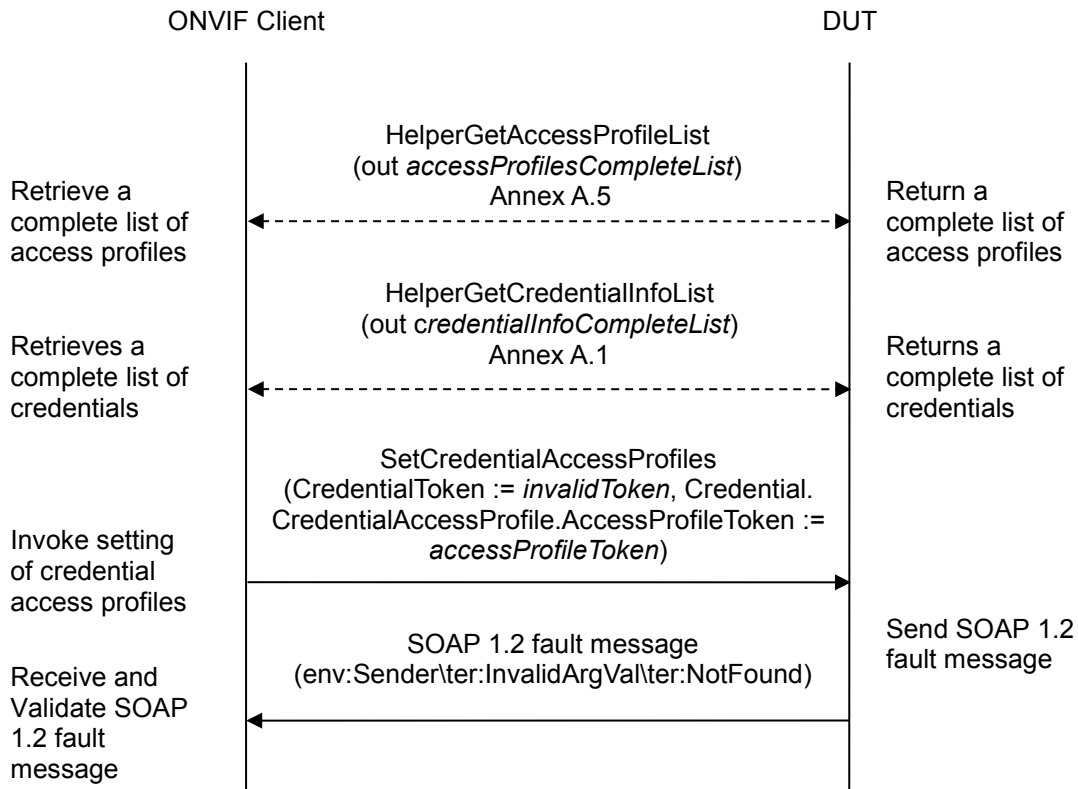 ONVIF Client
DUT
HelperGetAccessProfileList
(out accessProfilesCompleteList)
Annex A.5
Retrieve a
complete list of
access profiles
Return a
complete list of
access profiles
HelperGetCredentialInfoList
(out credentialInfoCompleteList)
Annex A.1
Retrieves a
complete list of
credentials
Returns a
complete list of
credentials
SetCredentialAccessProfiles
(CredentialToken := invalidToken, Credential.
CredentialAccessProfile.AccessProfileToken :=
accessProfileToken)
Invoke setting
of credential
access profiles
SOAP 1.2 fault message
(env:Sender\ter:InvalidArgVal\ter:NotFound)
Send SOAP 1.2
fault message
Receive and
Validate SOAP
1.2 fault
message